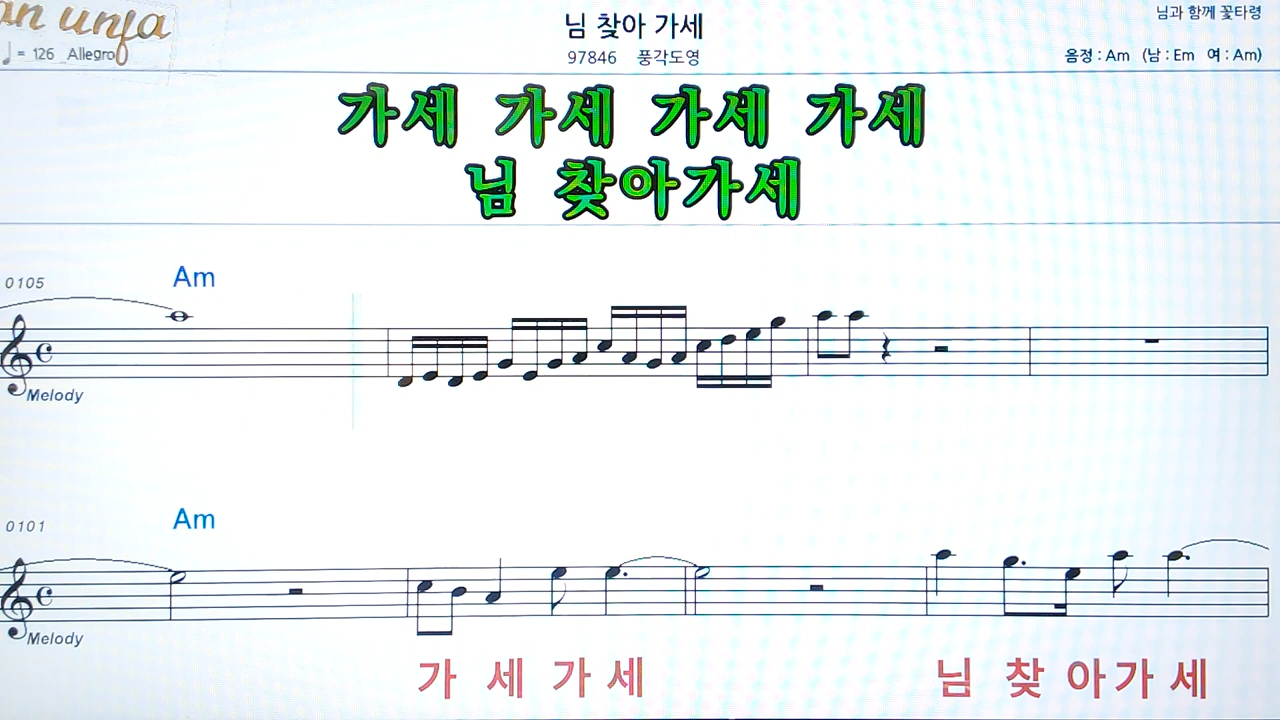 an unfa
♩ = 126 Allegro
님 찾아 가세
97846 풍각도영
님과 함께 꽃타령
음정 : Am (남 : Em 여 : Am)
가세 가세 가세 가세
님 찾아가세
0105
Am
Melody
0101
Am
Melody
가 세 가 세 님 찾 아 가 세